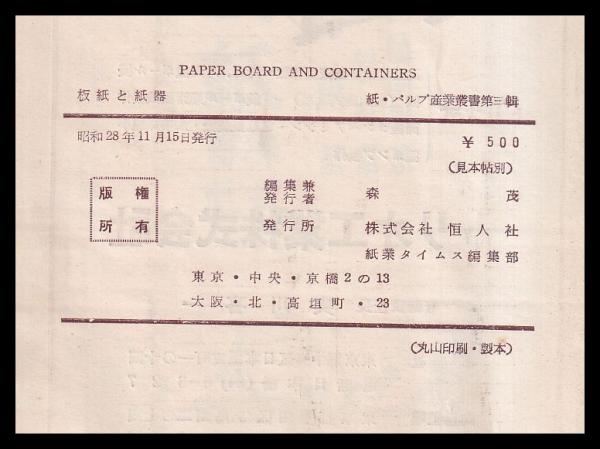 PAPER BOARD AND CONTAINERS
板紙と紙器 紙・パルプ産業叢書第三輯
昭和28年11月15日発行 ¥ 500
(見本帖別)
版権所有
編集兼発行者 森 茂
発行所 株式会社 恒人社
紙業タイムス編集部
東京・中央・京橋2の13
大阪・北・高垣町・23
(丸山印刷・製本)